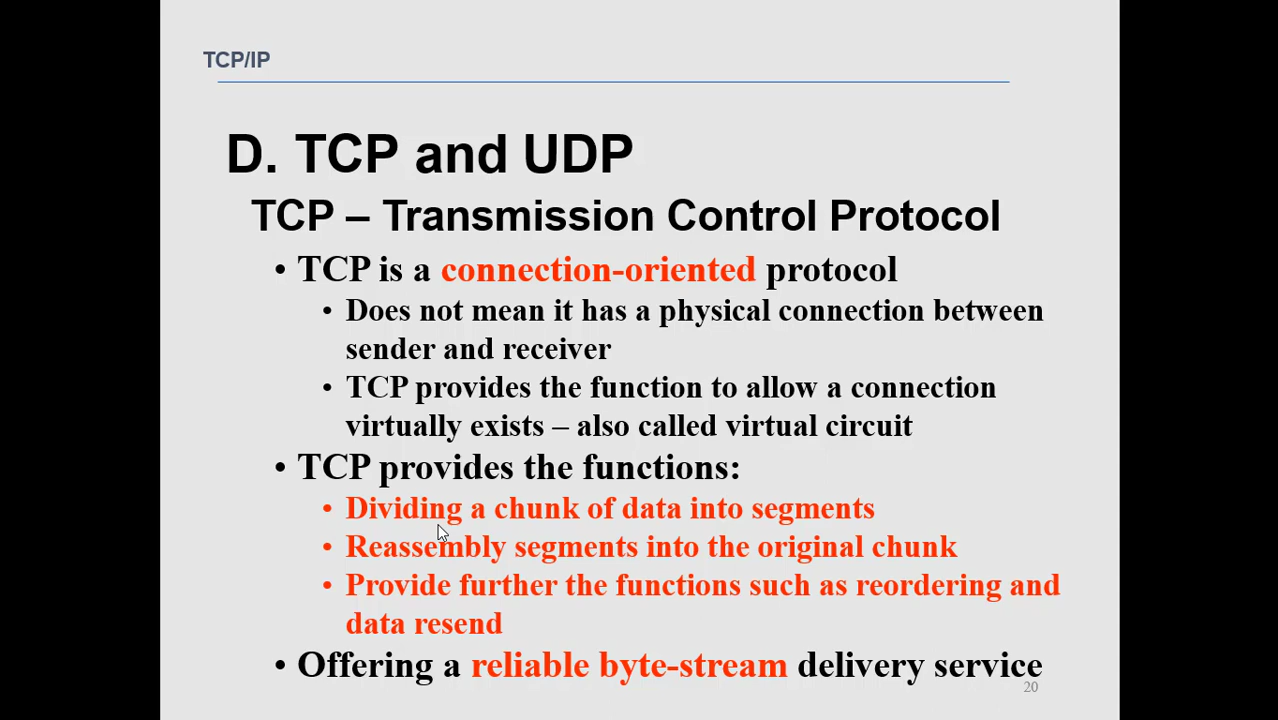 TCP/IP
D. TCP and UDP
TCP – Transmission Control Protocol
• TCP is a connection-oriented protocol
• Does not mean it has a physical connection between
sender and receiver
• TCP provides the function to allow a connection
virtually exists – also called virtual circuit
• TCP provides the functions:
• Dividing a chunk of data into segments
• Reassembly segments into the original chunk
• Provide further the functions such as reordering and
data resend
• Offering a reliable byte-stream delivery service
20